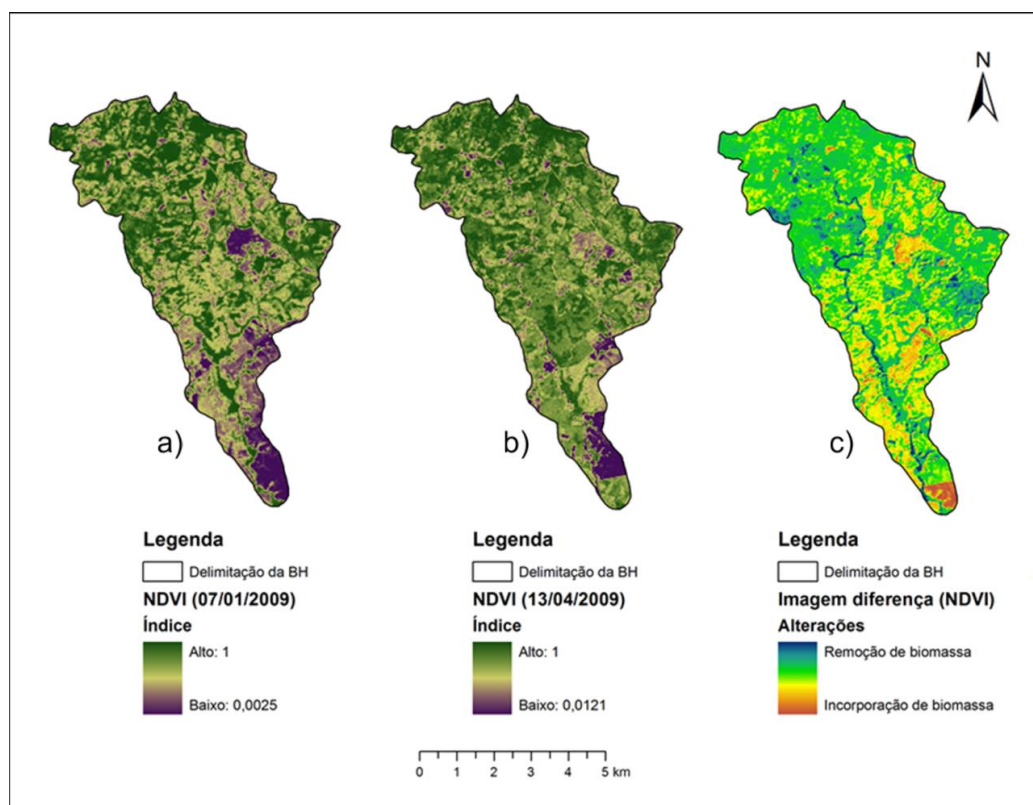 N
a)
b)
c)
Legenda
Delimitação da BH
NDVI (07/01/2009)
Índice
Alto: 1
Baixo: 0,0025
Legenda
Delimitação da BH
NDVI (13/04/2009)
Índice
Alto: 1
Baixo: 0,0121
Legenda
Delimitação da BH
Imagem diferença (NDVI)
Alterações
Remoção de biomassa
Incorporação de biomassa
0 1 2 3 4 5 km